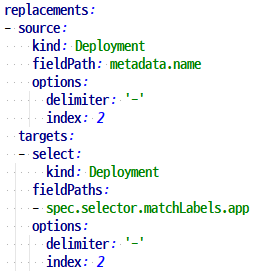 replacements:
- source:
    kind: Deployment
    fieldPath: metadata.name
    options:
      delimiter: '-'
      index: 2
  targets:
  - select:
      kind: Deployment
    fieldPaths:
    - spec.selector.matchLabels.app
    options:
      delimiter: '-'
      index: 2